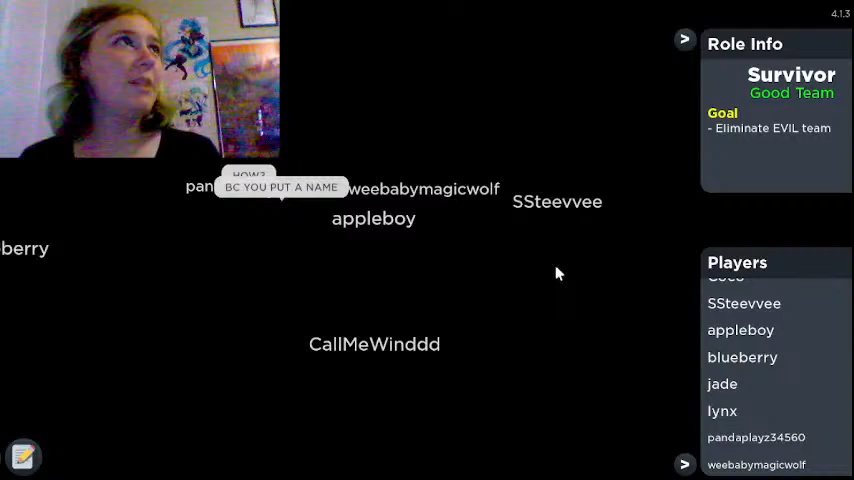 4.1.3
>
Role Info
Survivor
Good Team
Goal
- Eliminate EVIL team
HOW?
pan
BC YOU PUT A NAME
weebabymagicwolf
SSteevvee
appleboy
berry
CallMeWinddd
Players
Coco
SSteevvee
appleboy
blueberry
jade
lynx
pandaplayz34560
>
weebabymagicwolf